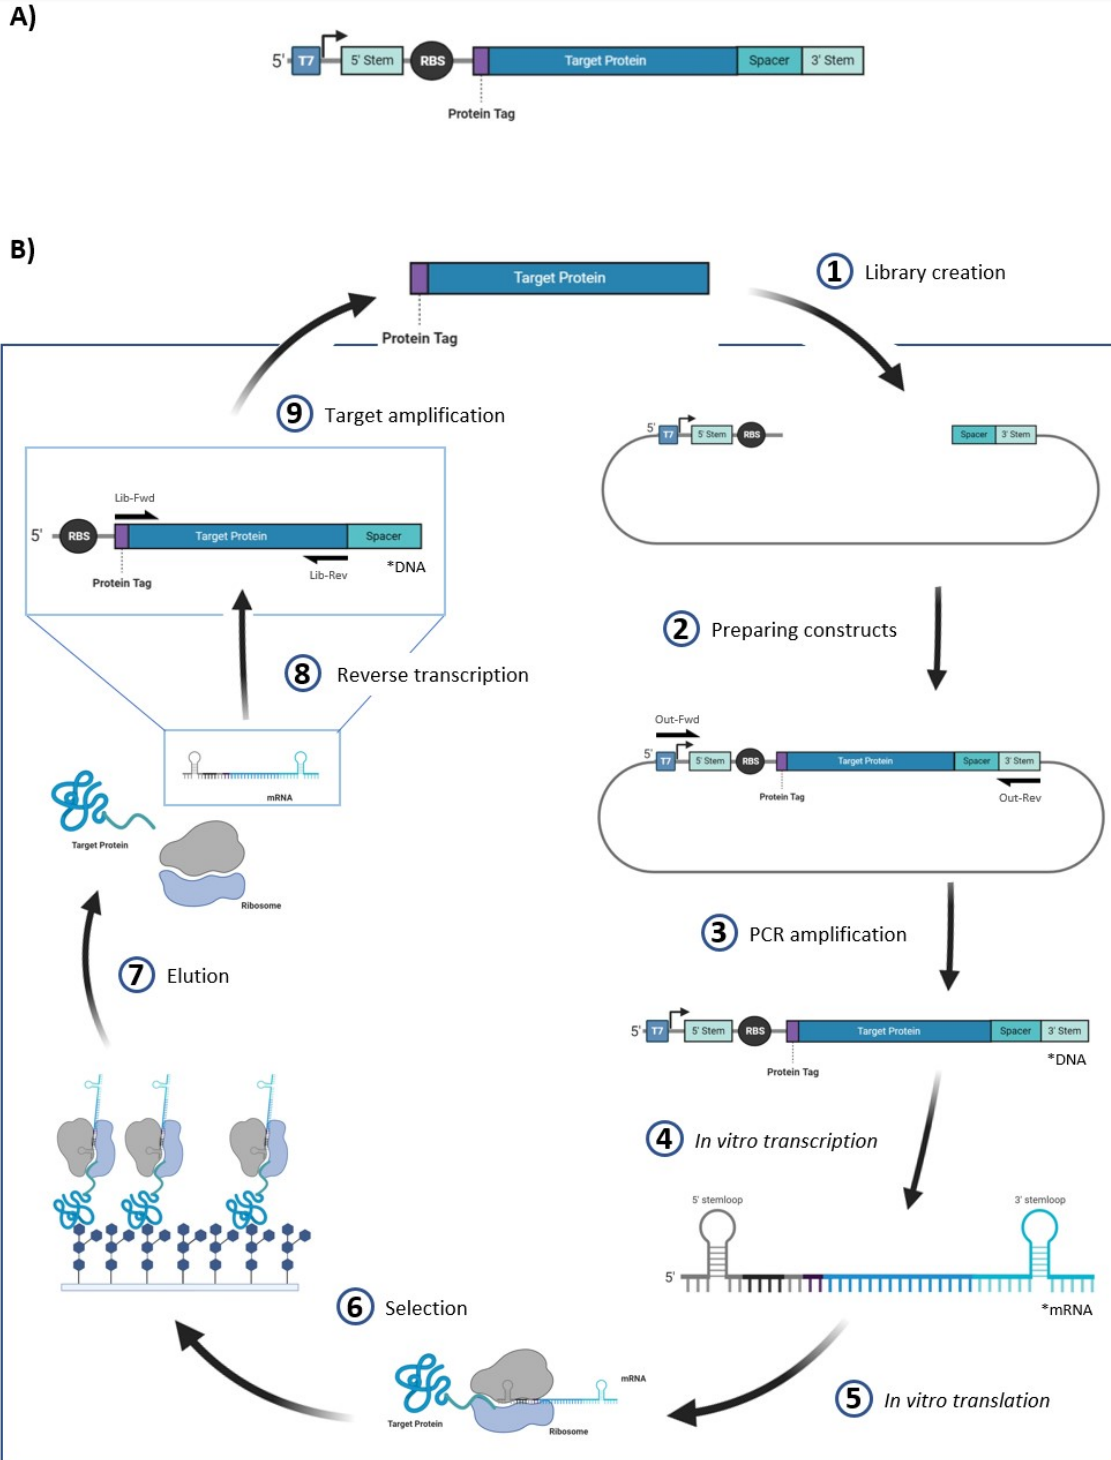 A)
5' T7 5' Stem RBS Target Protein Spacer 3' Stem
Protein Tag
B)
Target Protein
Protein Tag
1 Library creation
5' T7 5' Stem RBS Spacer 3' Stem
2 Preparing constructs
Out-Fwd
5' T7 5' Stem RBS Target Protein Spacer 3' Stem
Protein Tag
Out-Rev
3 PCR amplification
5' T7 5' Stem RBS Target Protein Spacer 3' Stem
*DNA
Protein Tag
4 In vitro transcription
5' stemloop 3' stemloop
5'
*mRNA
5 In vitro translation
mRNA
Target Protein
Ribosome
6 Selection
7 Elution
Target Protein
Ribosome
mRNA
8 Reverse transcription
Lib-Fwd
5' RBS Target Protein Spacer
Lib-Rev
*DNA
Protein Tag
9 Target amplification